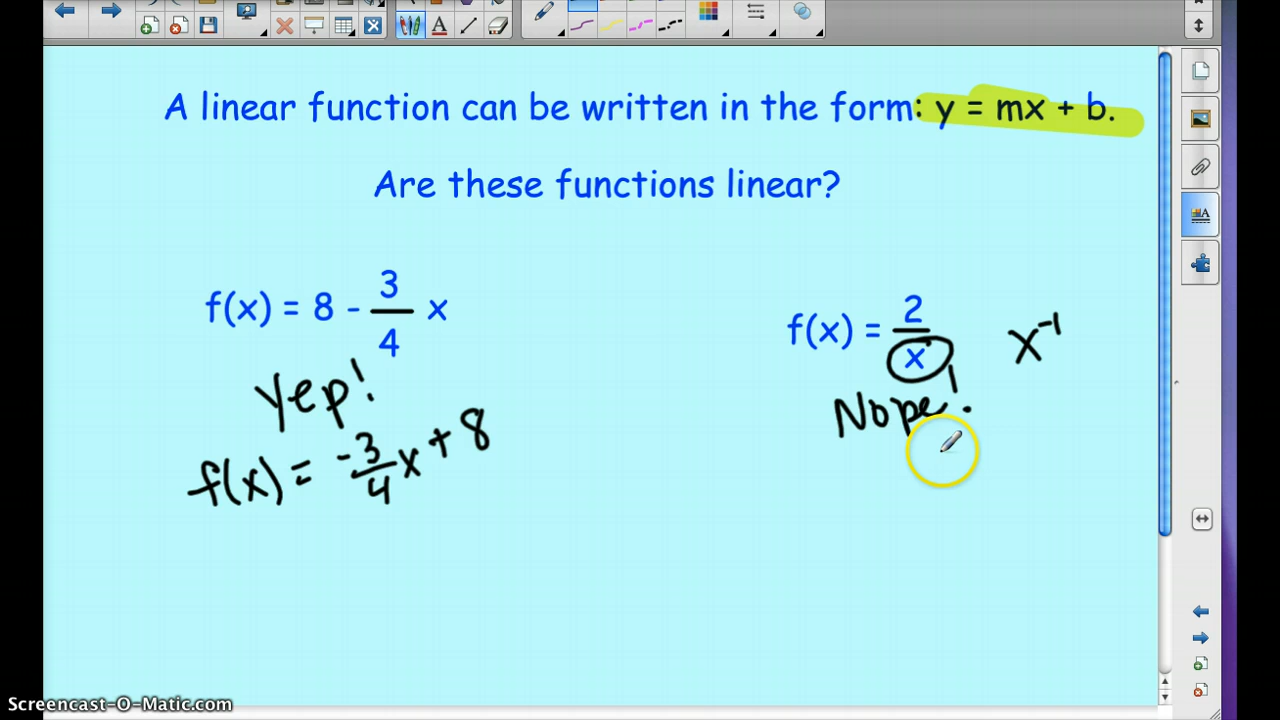 A linear function can be written in the form: y = mx + b.
Are these functions linear?
f(x) = 8 - 3/4 x
Yep!
f(x) = -3/4 x + 8
f(x) = 2/x
x⁻¹
Nope!
Screencast-O-Matic.com